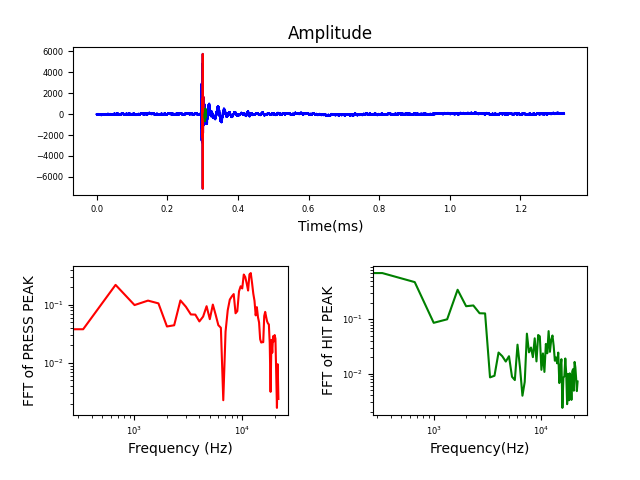 Amplitude
6000
4000
2000
0
−2000
−4000
−6000
0.0 0.2 0.4 0.6 0.8 1.0 1.2
Time(ms)
FFT of PRESS PEAK
10⁻¹
10⁻²
10³ 10⁴
Frequency (Hz)
FFT of HIT PEAK
10⁻¹
10⁻²
10³ 10⁴
Frequency(Hz)